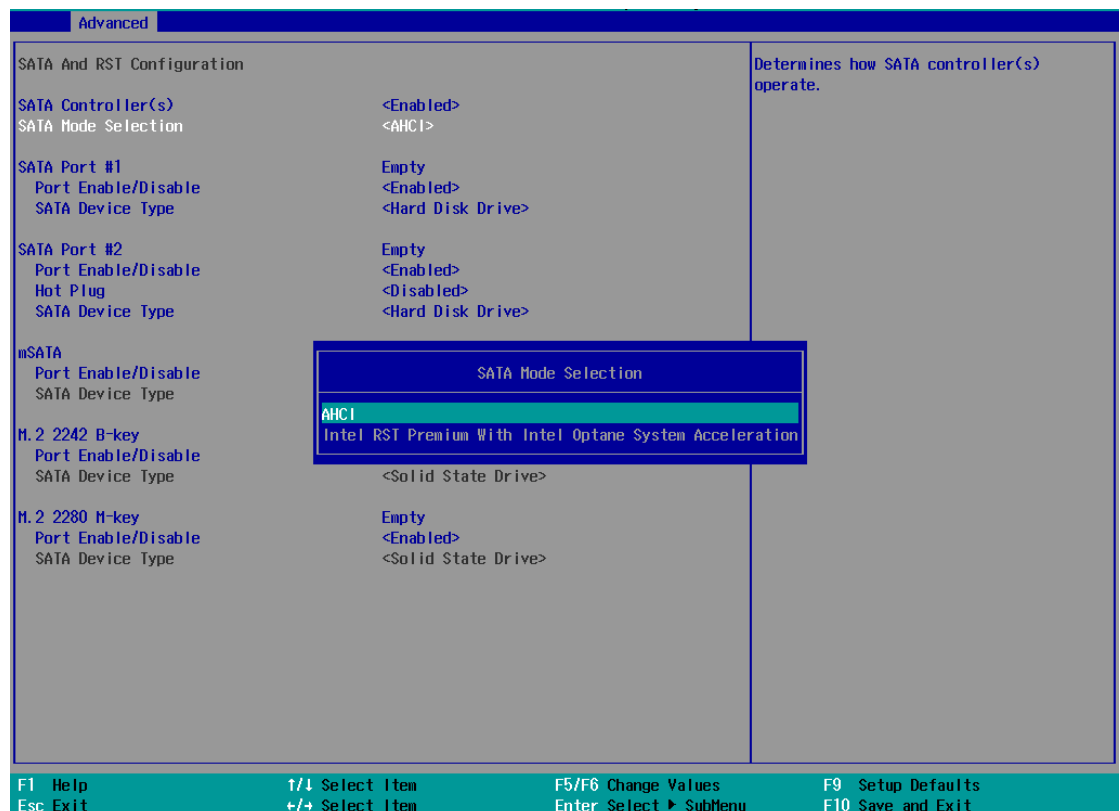 Advanced
SATA And RST Configuration
SATA Controller(s) <Enabled>
SATA Mode Selection <AHCI>
SATA Port #1 Empty
Port Enable/Disable <Enabled>
SATA Device Type <Hard Disk Drive>
SATA Port #2 Empty
Port Enable/Disable <Enabled>
Hot Plug <Disabled>
SATA Device Type <Hard Disk Drive>
mSATA
Port Enable/Disable
SATA Device Type
M.2 2242 B-key
Port Enable/Disable
SATA Device Type <Solid State Drive>
M.2 2280 M-key Empty
Port Enable/Disable <Enabled>
SATA Device Type <Solid State Drive>
SATA Mode Selection
AHCI
Intel RST Premium With Intel Optane System Acceleration
Determines how SATA controller(s)
operate.
F1 Help ↑/↓ Select Item F5/F6 Change Values F9 Setup Defaults
Esc Exit ←/→ Select Item Enter Select ▶ SubMenu F10 Save and Exit